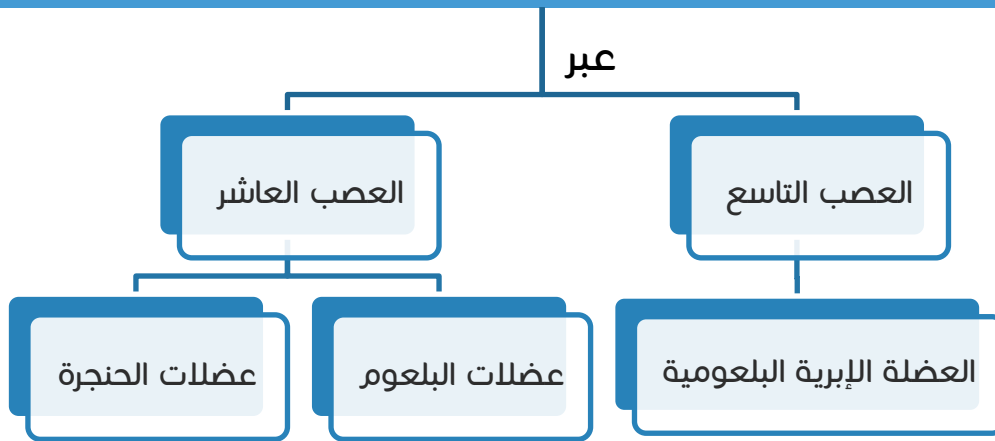 عبر
العصب التاسع
العصب العاشر
العضلة الإبرية البلعومية
عضلات البلعوم
عضلات الحنجرة